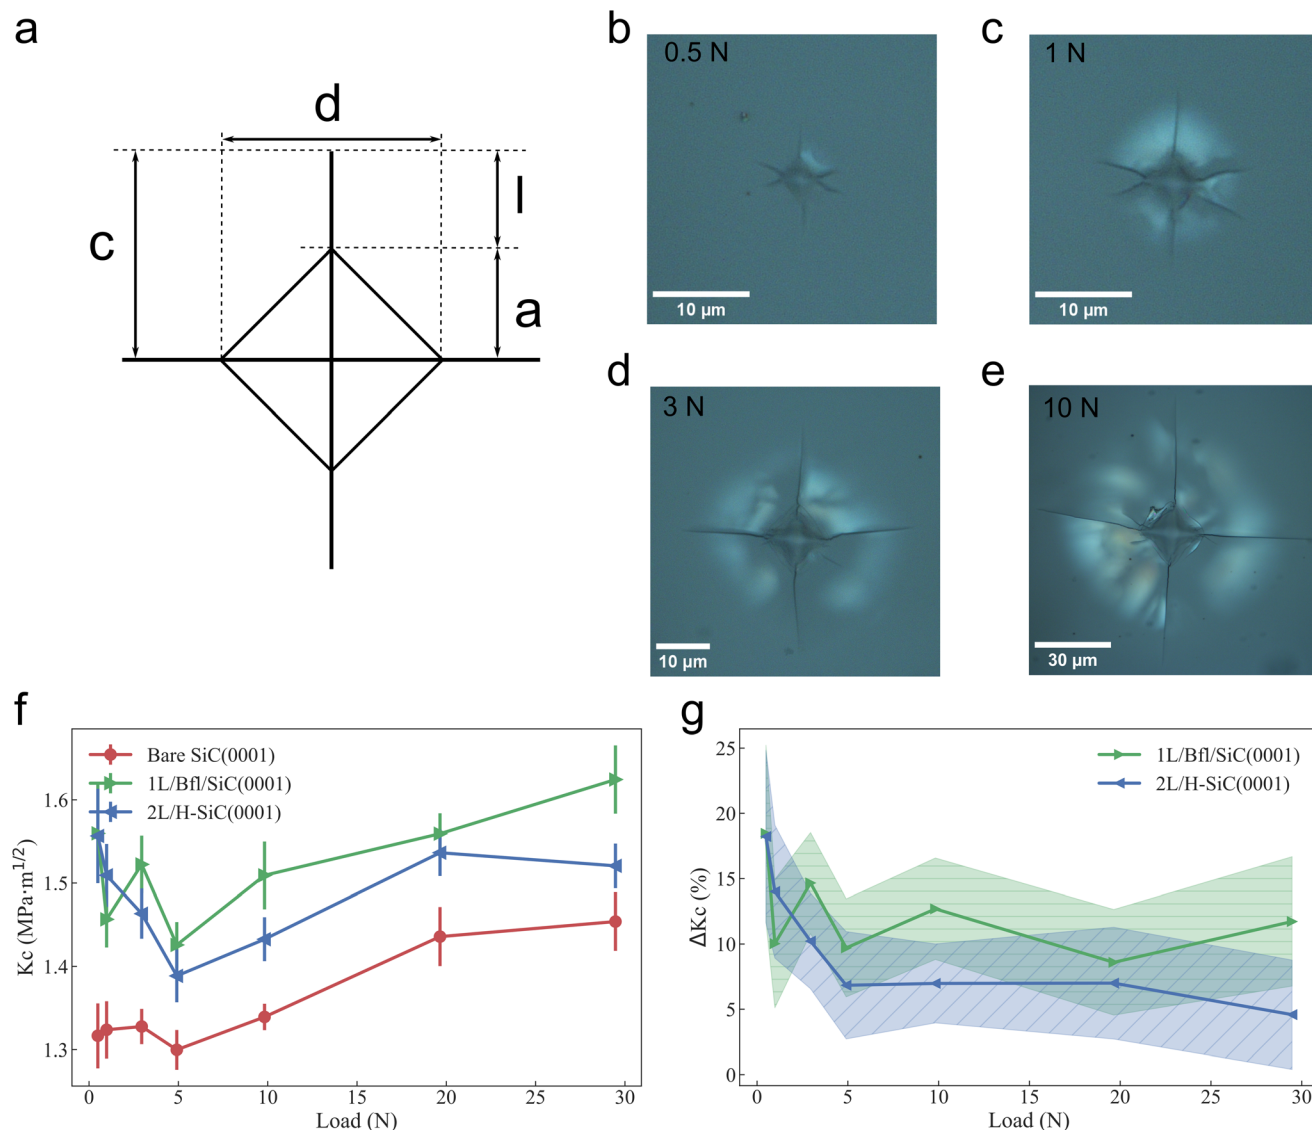 a
d
c
l
a
b
0.5 N
10 µm
c
1 N
10 µm
d
3 N
10 µm
e
10 N
30 µm
f
Bare SiC(0001)
1L/Bfl/SiC(0001)
2L/H-SiC(0001)
Kc (MPa·m1/2)
1.6
1.5
1.4
1.3
0 5 10 15 20 25 30
Load (N)
g
1L/Bfl/SiC(0001)
2L/H-SiC(0001)
ΔKc (%)
25
20
15
10
5
0
0 5 10 15 20 25 30
Load (N)